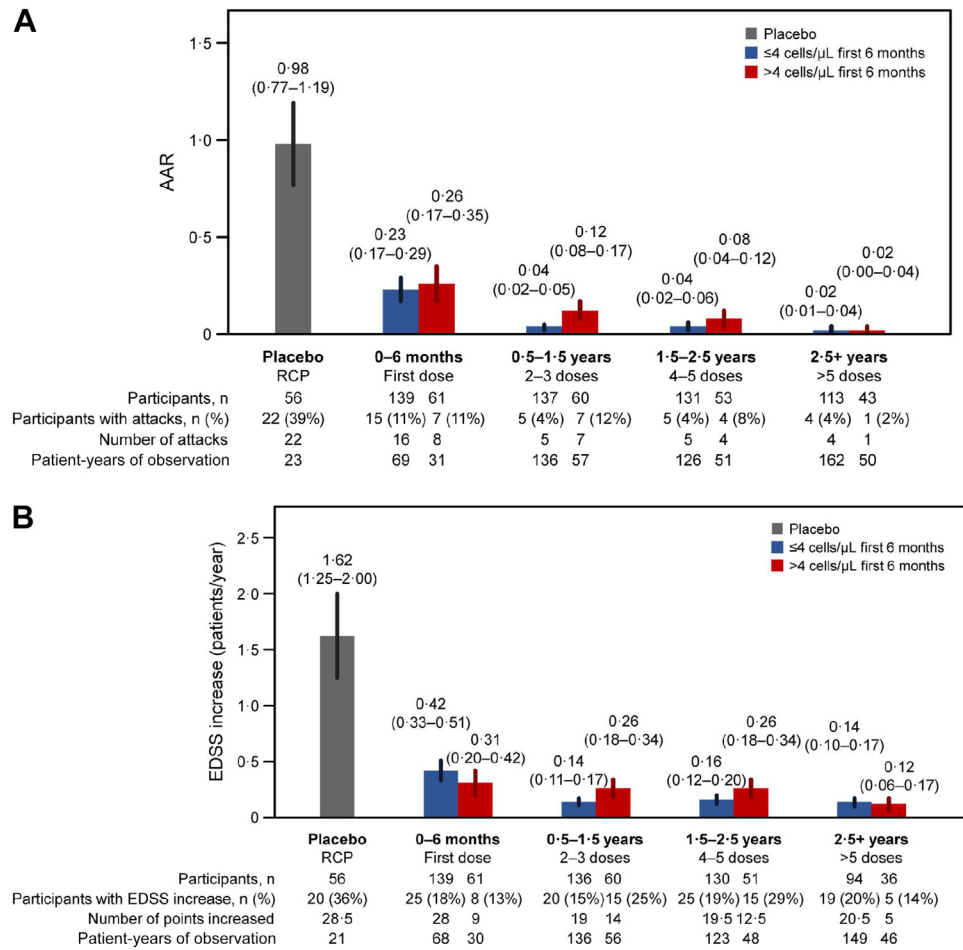 A
Placebo
≤4 cells/μL first 6 months
>4 cells/μL first 6 months
AAR
1·5
1·0
0·5
0
0·98
(0·77–1·19)
0·23
(0·17–0·29)
0·26
(0·17–0·35)
0·04
(0·02–0·05)
0·12
(0·08–0·17)
0·04
(0·02–0·06)
0·08
(0·04–0·12)
0·02
(0·01–0·04)
0·02
(0·00–0·04)
Placebo 0–6 months 0·5–1·5 years 1·5–2·5 years 2·5+ years
RCP First dose 2–3 doses 4–5 doses >5 doses
Participants, n 56 139 61 137 60 131 53 113 43
Participants with attacks, n (%) 22 (39%) 15 (11%) 7 (11%) 5 (4%) 7 (12%) 5 (4%) 4 (8%) 4 (4%) 1 (2%)
Number of attacks 22 16 8 5 7 5 4 4 1
Patient-years of observation 23 69 31 136 57 126 51 162 50
B
Placebo
≤4 cells/μL first 6 months
>4 cells/μL first 6 months
EDSS increase (patients/year)
2·5
2·0
1·5
1·0
0·5
0
1·62
(1·25–2·00)
0·42
(0·33–0·51)
0·31
(0·20–0·42)
0·14
(0·11–0·17)
0·26
(0·18–0·34)
0·16
(0·12–0·20)
0·26
(0·18–0·34)
0·14
(0·10–0·17)
0·12
(0·06–0·17)
Placebo 0–6 months 0·5–1·5 years 1·5–2·5 years 2·5+ years
RCP First dose 2–3 doses 4–5 doses >5 doses
Participants, n 56 139 61 136 60 130 51 94 36
Participants with EDSS increase, n (%) 20 (36%) 25 (18%) 8 (13%) 20 (15%) 15 (25%) 25 (19%) 15 (29%) 19 (20%) 5 (14%)
Number of points increased 28·5 28 9 19 14 19·5 12·5 20·5 5
Patient-years of observation 21 68 30 136 56 123 48 149 46